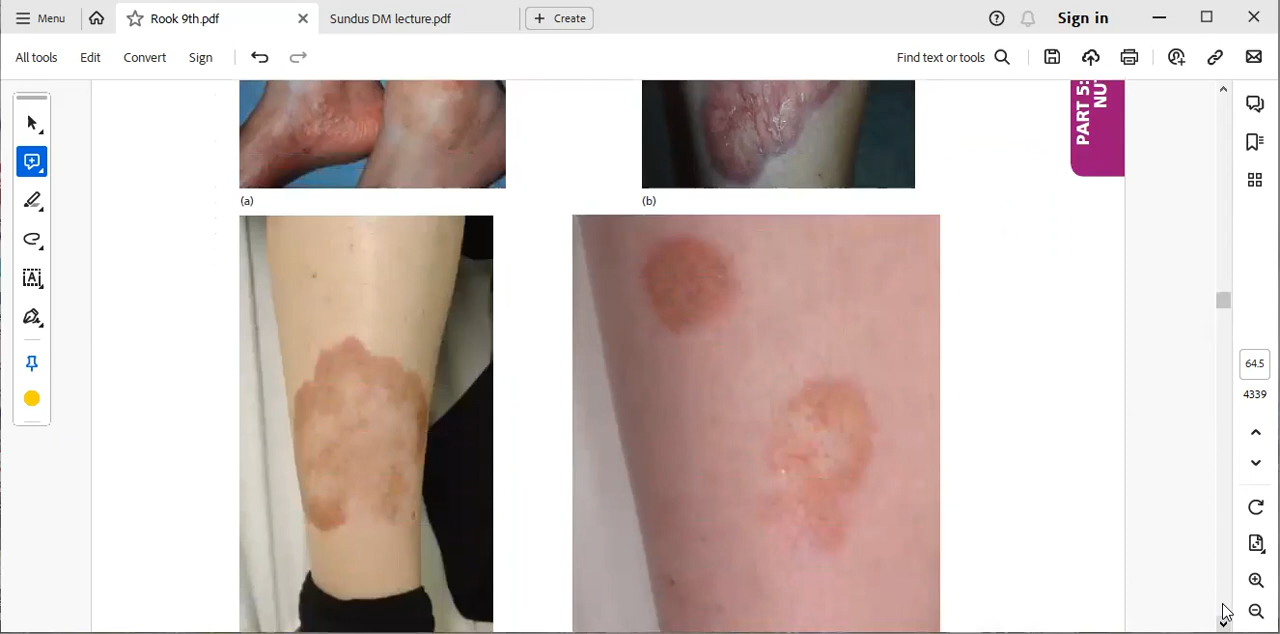 Menu
Rook 9th.pdf
Sundus DM lecture.pdf
Create
Sign in
All tools
Edit
Convert
Sign
Find text or tools
PART 5:
NU
(a)
(b)
64.5
4339